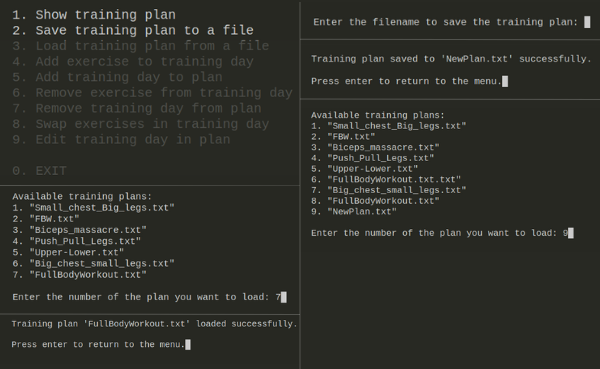 1. Show training plan
2. Save training plan to a file
3. Load training plan from a file
4. Add exercise to training day
5. Add training day to plan
6. Remove exercise from training day
7. Remove training day from plan
8. Swap exercises in training day
9. Edit training day in plan
0. EXIT
Available training plans:
1. "Small_chest_Big_legs.txt"
2. "FBW.txt"
3. "Biceps_massacre.txt"
4. "Push_Pull_Legs.txt"
5. "Upper-Lower.txt"
6. "Big_chest_small_legs.txt"
7. "FullBodyWorkout.txt"
Enter the number of the plan you want to load: 7
Training plan 'FullBodyWorkout.txt' loaded successfully.
Press enter to return to the menu.
Enter the filename to save the training plan:
Training plan saved to 'NewPlan.txt' successfully.
Press enter to return to the menu.
Available training plans:
1. "Small_chest_Big_legs.txt"
2. "FBW.txt"
3. "Biceps_massacre.txt"
4. "Push_Pull_Legs.txt"
5. "Upper-Lower.txt"
6. "FullBodyWorkout.txt.txt"
7. "Big_chest_small_legs.txt"
8. "FullBodyWorkout.txt"
9. "NewPlan.txt"
Enter the number of the plan you want to load: 9